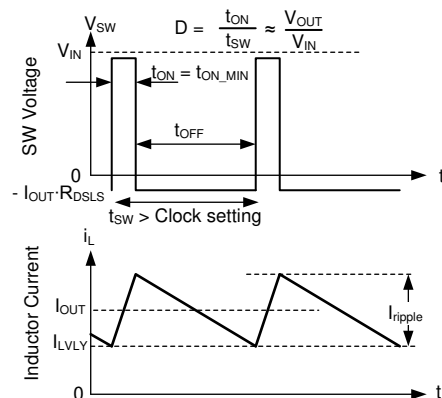 V_SW
D = t_ON / t_SW ≈ V_OUT / V_IN
V_IN
t_ON = t_ON_MIN
SW Voltage
t_OFF
0
t
- I_OUT·R_DSLS
t_SW > Clock setting
i_L
Inductor Current
I_OUT
I_ripple
I_LVLY
0
t